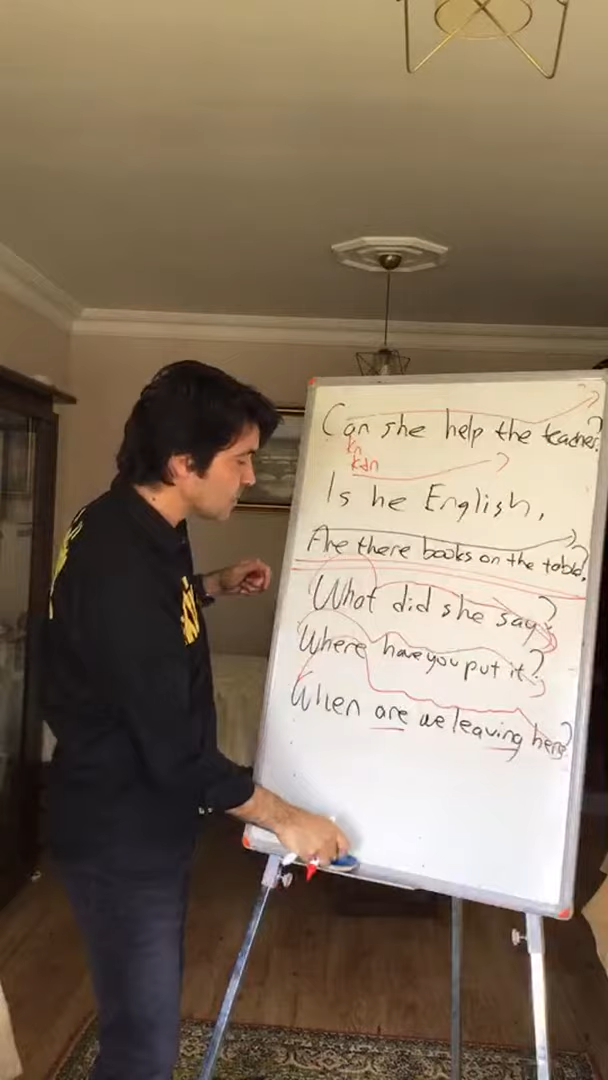 Can she help the teacher?
kn
kan
Is he English,
Are there books on the table?
What did she say?
Where have you put it?
When are we leaving here?